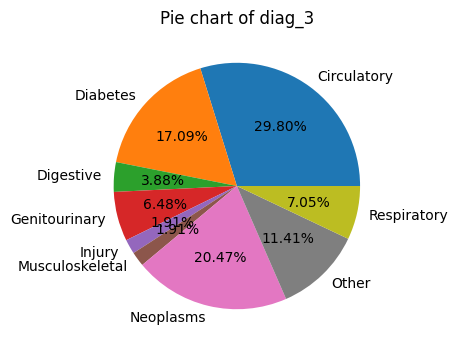 Pie chart of diag_3
Circulatory
29.80%
Diabetes
17.09%
Digestive
3.88%
Genitourinary
6.48%
Injury
1.91%
Musculoskeletal
1.91%
Neoplasms
20.47%
Other
11.41%
Respiratory
7.05%